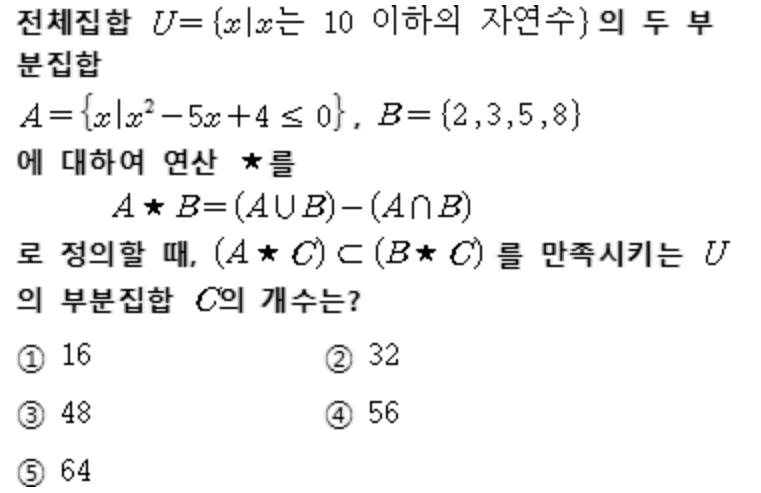 전체집합 U={x|x는 10 이하의 자연수}의 두 부
분집합
A={x|x²-5x+4 ≤ 0}, B={2,3,5,8}
에 대하여 연산 ★를
A ★ B=(A∪B)-(A∩B)
로 정의할 때, (A★ C)⊂(B★ C) 를 만족시키는 U
의 부분집합 C의 개수는?
① 16 ② 32
③ 48 ④ 56
⑤ 64